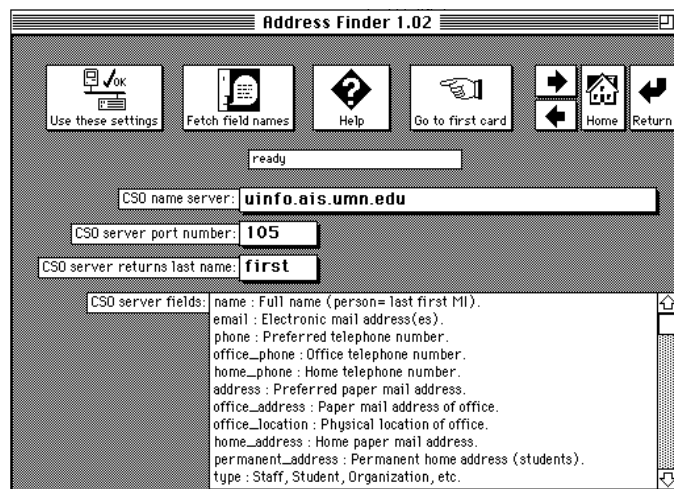 Address Finder 1.02
OK
Use these settings
Fetch field names
?
Help
Go to first card
Home
Return
ready
CSO name server: uinfo.ais.umn.edu
CSO server port number: 105
CSO server returns last name: first
CSO server fields: name : Full name (person= last first MI).
email : Electronic mail address(es).
phone : Preferred telephone number.
office_phone : Office telephone number.
home_phone : Home telephone number.
address : Preferred paper mail address.
office_address : Paper mail address of office.
office_location : Physical location of office.
home_address : Home paper mail address.
permanent_address : Permanent home address (students).
type : Staff, Student, Organization, etc.